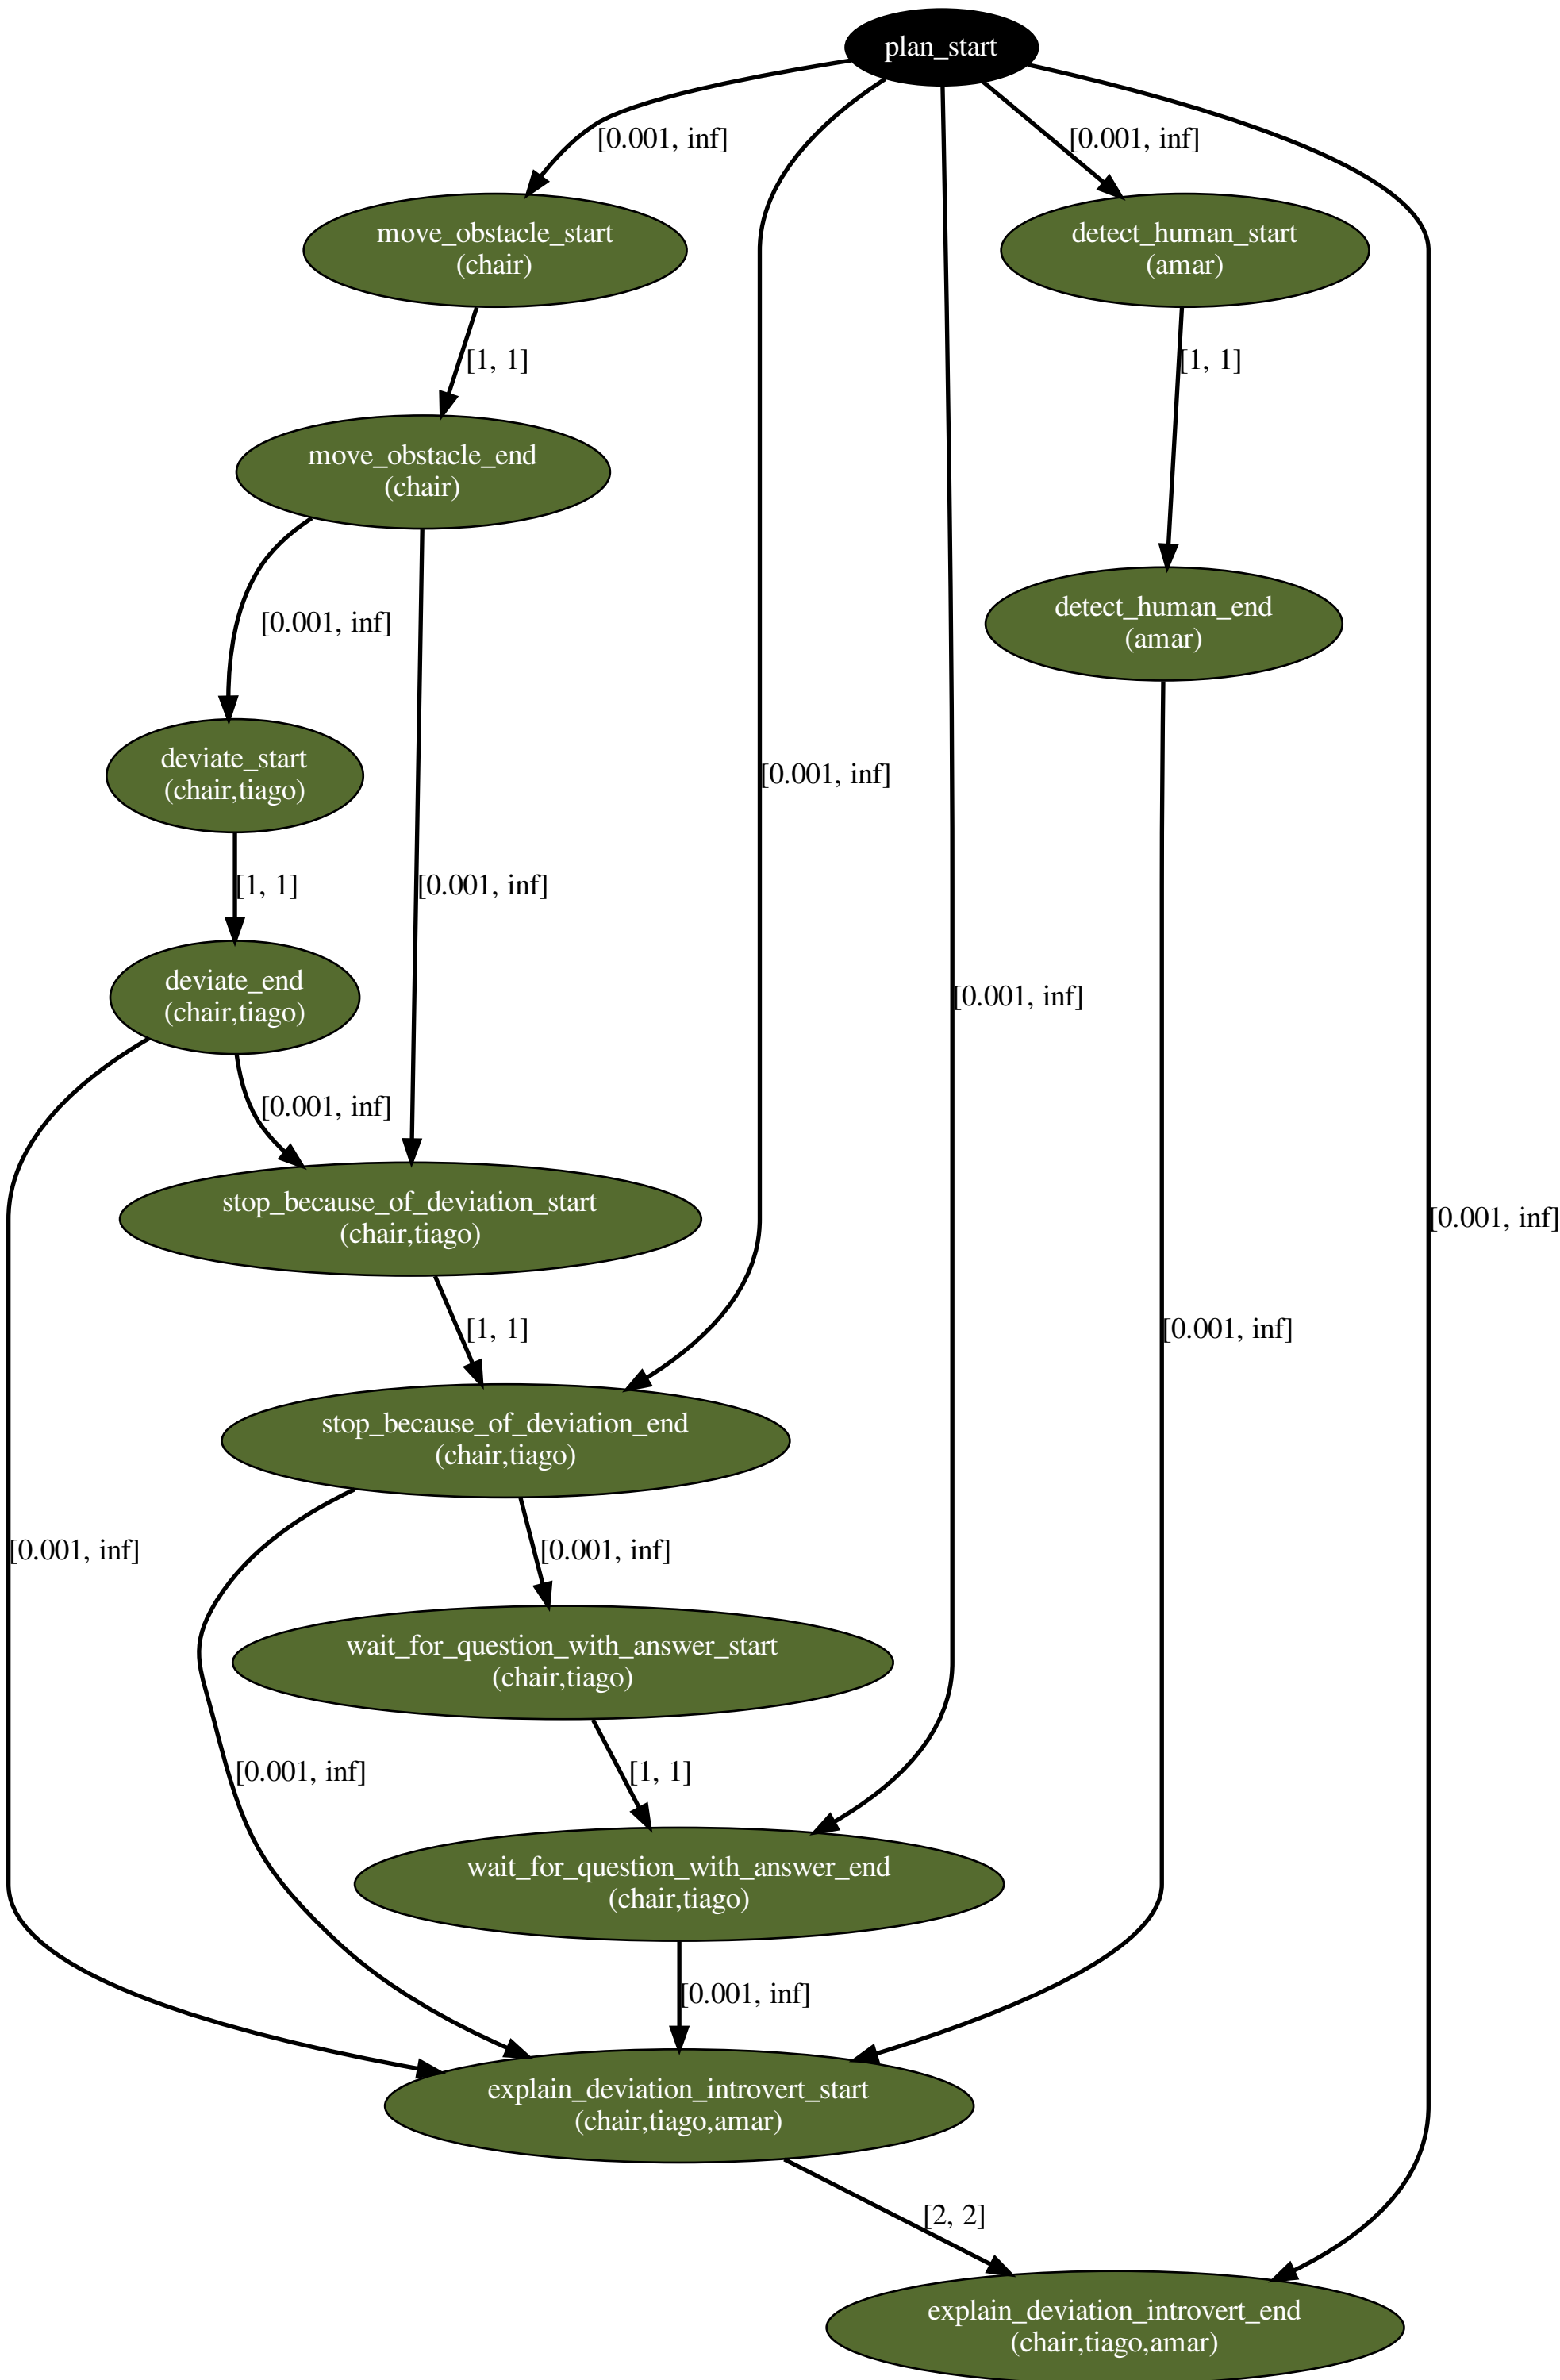 plan_start
[0.001, inf]
[0.001, inf]
move_obstacle_start
(chair)
detect_human_start
(amar)
[1, 1]
[1, 1]
move_obstacle_end
(chair)
detect_human_end
(amar)
[0.001, inf]
deviate_start
(chair,tiago)
[0.001, inf]
[1, 1]
[0.001, inf]
deviate_end
(chair,tiago)
[0.001, inf]
[0.001, inf]
stop_because_of_deviation_start
(chair,tiago)
[0.001, inf]
[1, 1]
[0.001, inf]
stop_because_of_deviation_end
(chair,tiago)
[0.001, inf]
[0.001, inf]
wait_for_question_with_answer_start
(chair,tiago)
[0.001, inf]
[1, 1]
wait_for_question_with_answer_end
(chair,tiago)
[0.001, inf]
explain_deviation_introvert_start
(chair,tiago,amar)
[2, 2]
explain_deviation_introvert_end
(chair,tiago,amar)